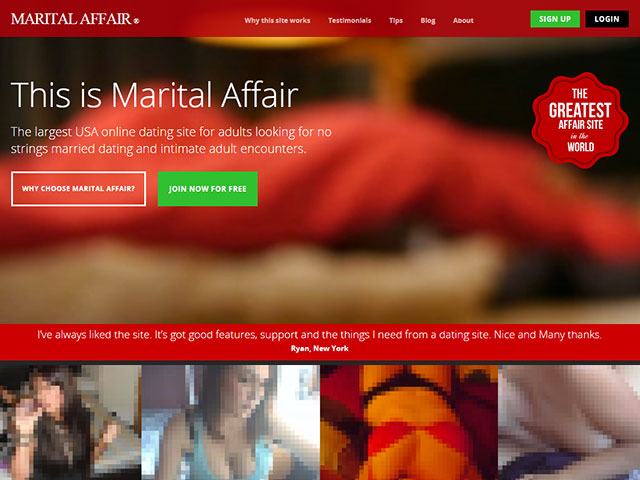 MARITAL AFFAIR ®
Why this site works
Testimonials
Tips
Blog
About
SIGN UP
LOGIN
This is Marital Affair
The largest USA online dating site for adults looking for no
strings married dating and intimate adult encounters.
WHY CHOOSE MARITAL AFFAIR?
JOIN NOW FOR FREE
THE
GREATEST
AFFAIR SITE
in the
WORLD
I've always liked the site. It's got good features, support and the things I need from a dating site. Nice and Many thanks.
Ryan, New York